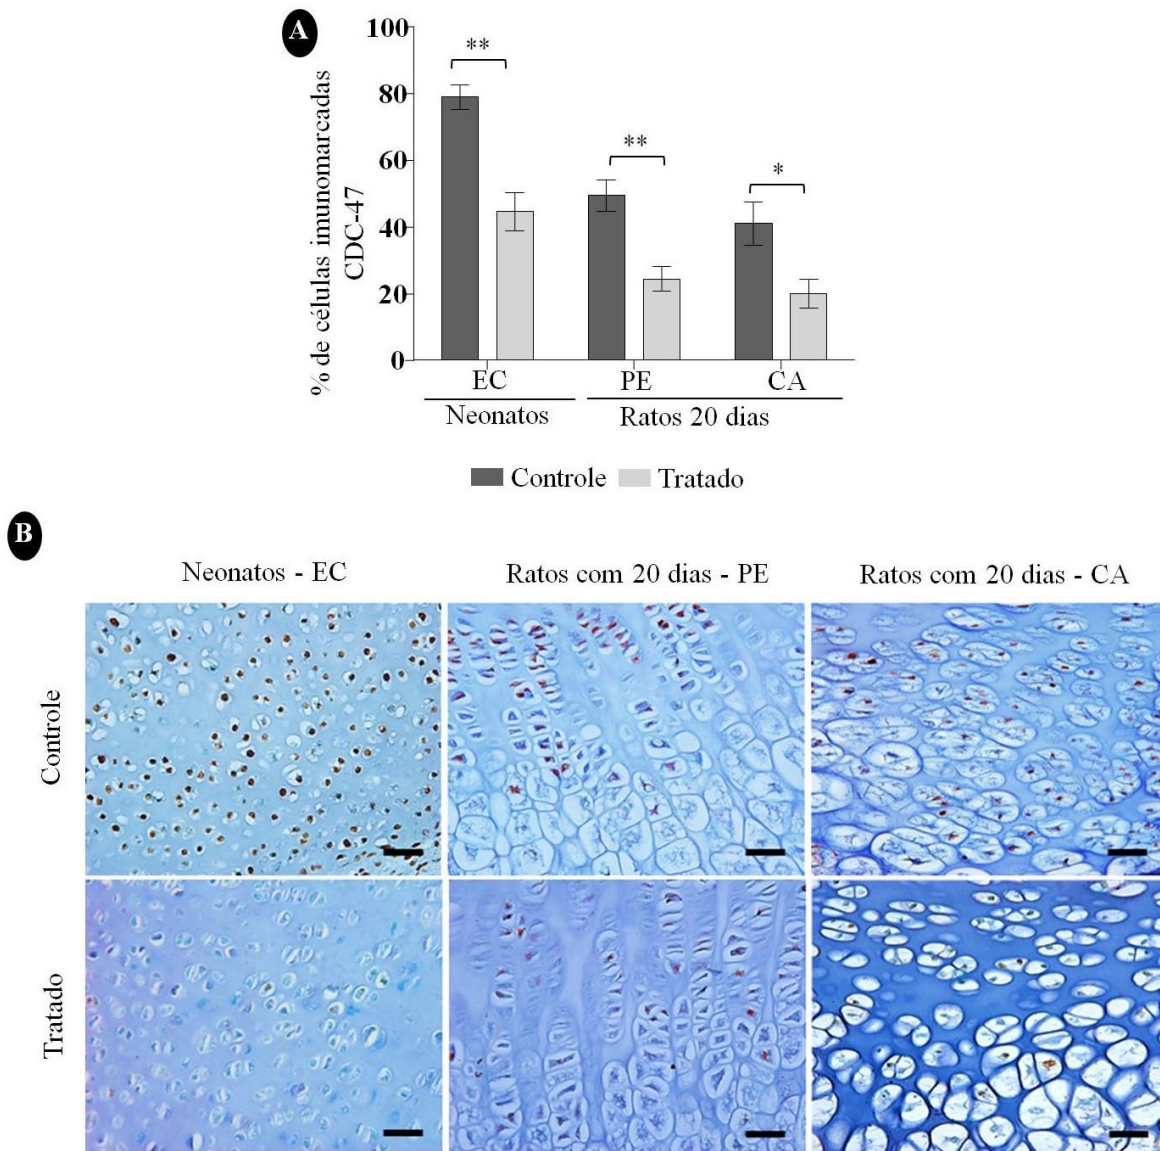 A
% de células imunomarcadas
CDC-47
100
80
60
40
20
0
**
**
*
EC
PE
CA
Neonatos
Ratos 20 dias
Controle
Tratado
B
Neonatos - EC
Ratos com 20 dias - PE
Ratos com 20 dias - CA
Controle
Tratado